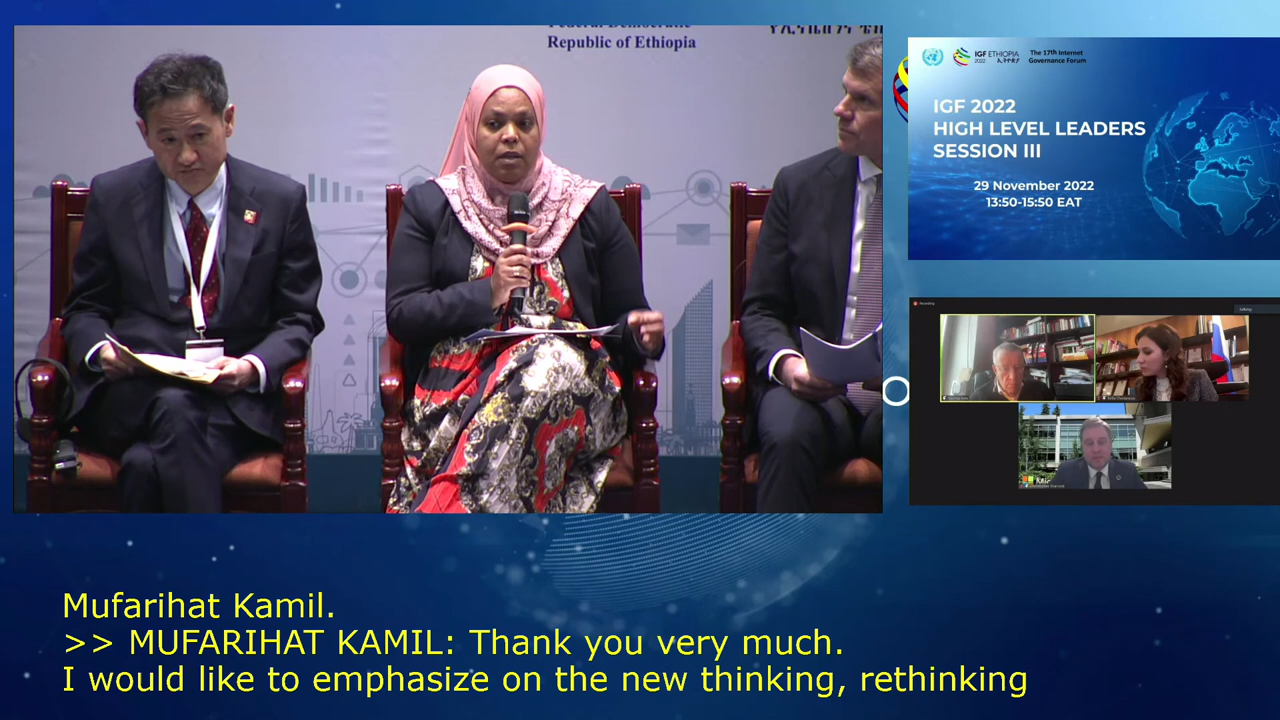 Republic of Ethiopia
IGF ETHIOPIA
2022 ኢትዮጵያ
The 17th Internet
Governance Forum
IGF 2022
HIGH LEVEL LEADERS
SESSION III
29 November 2022
13:50-15:50 EAT
Recording
Mufarihat Kamil.
>> MUFARIHAT KAMIL: Thank you very much.
I would like to emphasize on the new thinking, rethinking